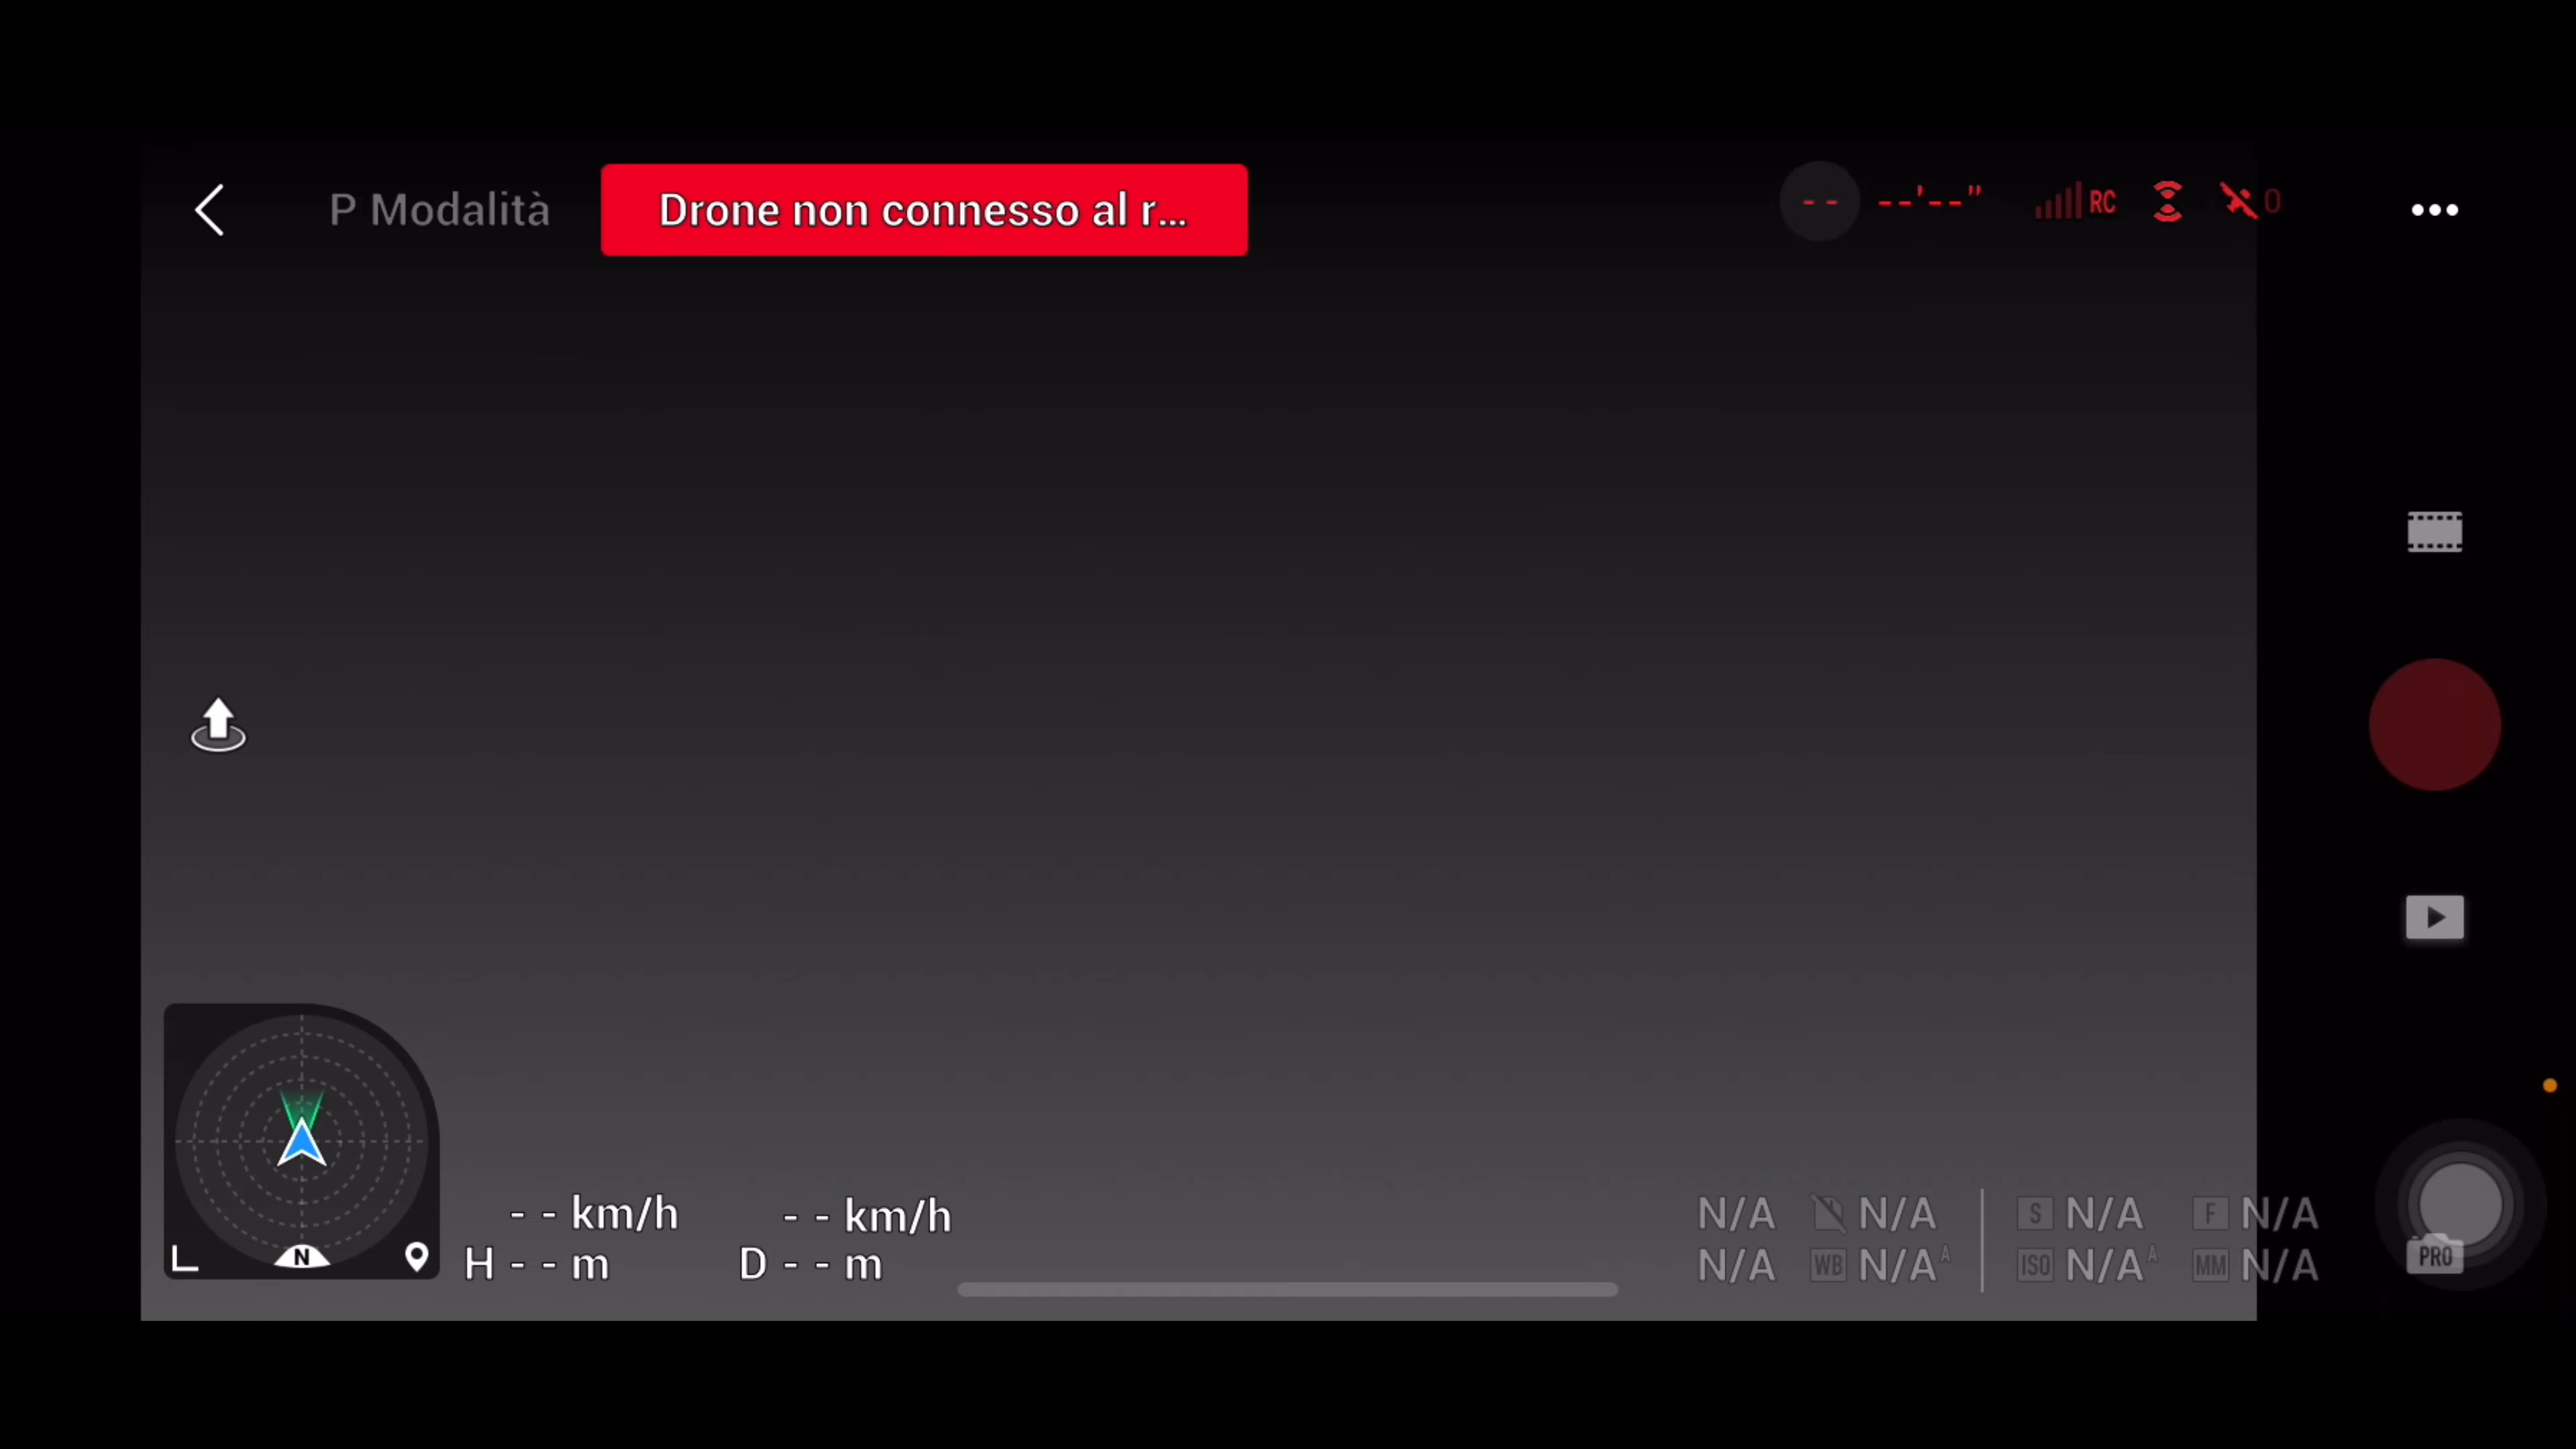 P Modalità
Drone non connesso al r...
--
--'--"
RC
0
N
-- km/h
-- km/h
H -- m
D -- m
N/A
N/A
S N/A
F N/A
N/A
WB N/A A
ISO N/A A
MM N/A
PRO